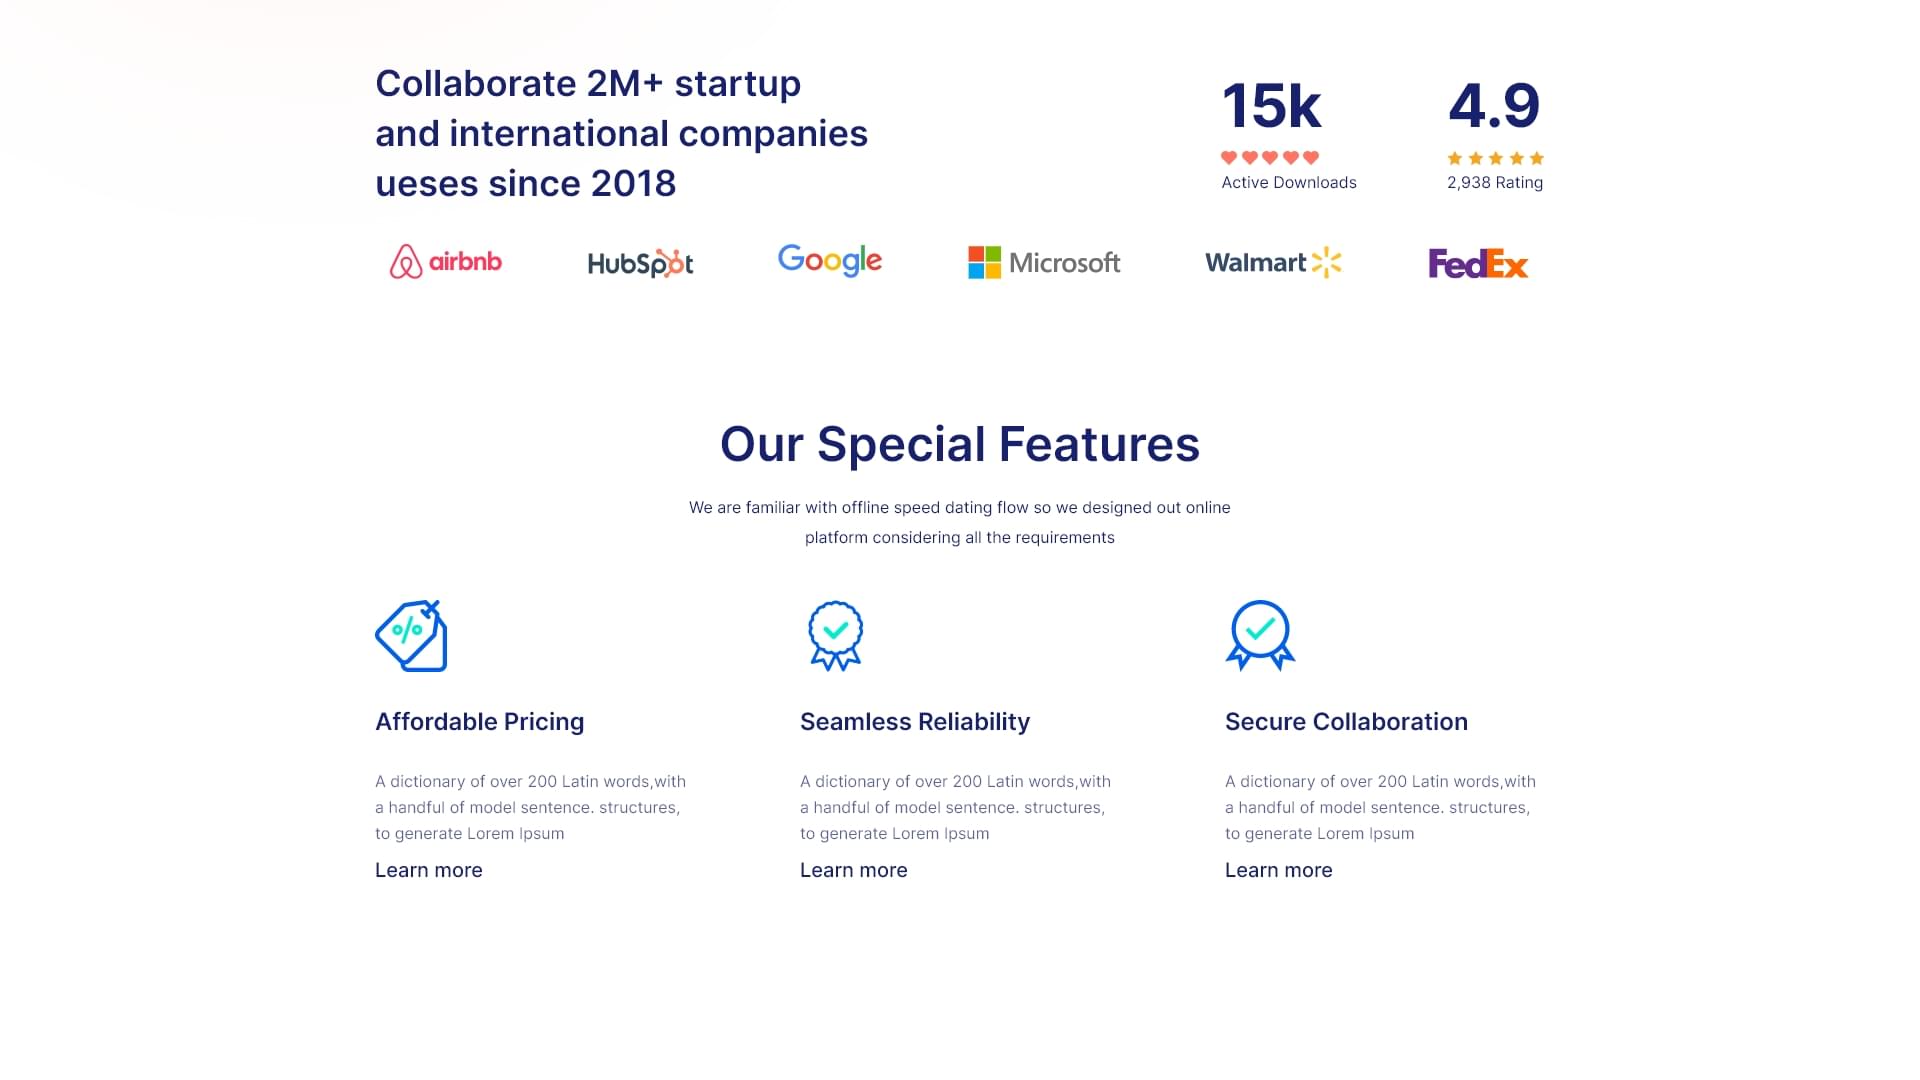 Collaborate 2M+ startup
and international companies
ueses since 2018
15k
Active Downloads
4.9
2,938 Rating
airbnb
HubSpot
Google
Microsoft
Walmart
FedEx
Our Special Features
We are familiar with offline speed dating flow so we designed out online
platform considering all the requirements
Affordable Pricing
A dictionary of over 200 Latin words,with
a handful of model sentence. structures,
to generate Lorem Ipsum
Learn more
Seamless Reliability
A dictionary of over 200 Latin words,with
a handful of model sentence. structures,
to generate Lorem Ipsum
Learn more
Secure Collaboration
A dictionary of over 200 Latin words,with
a handful of model sentence. structures,
to generate Lorem Ipsum
Learn more